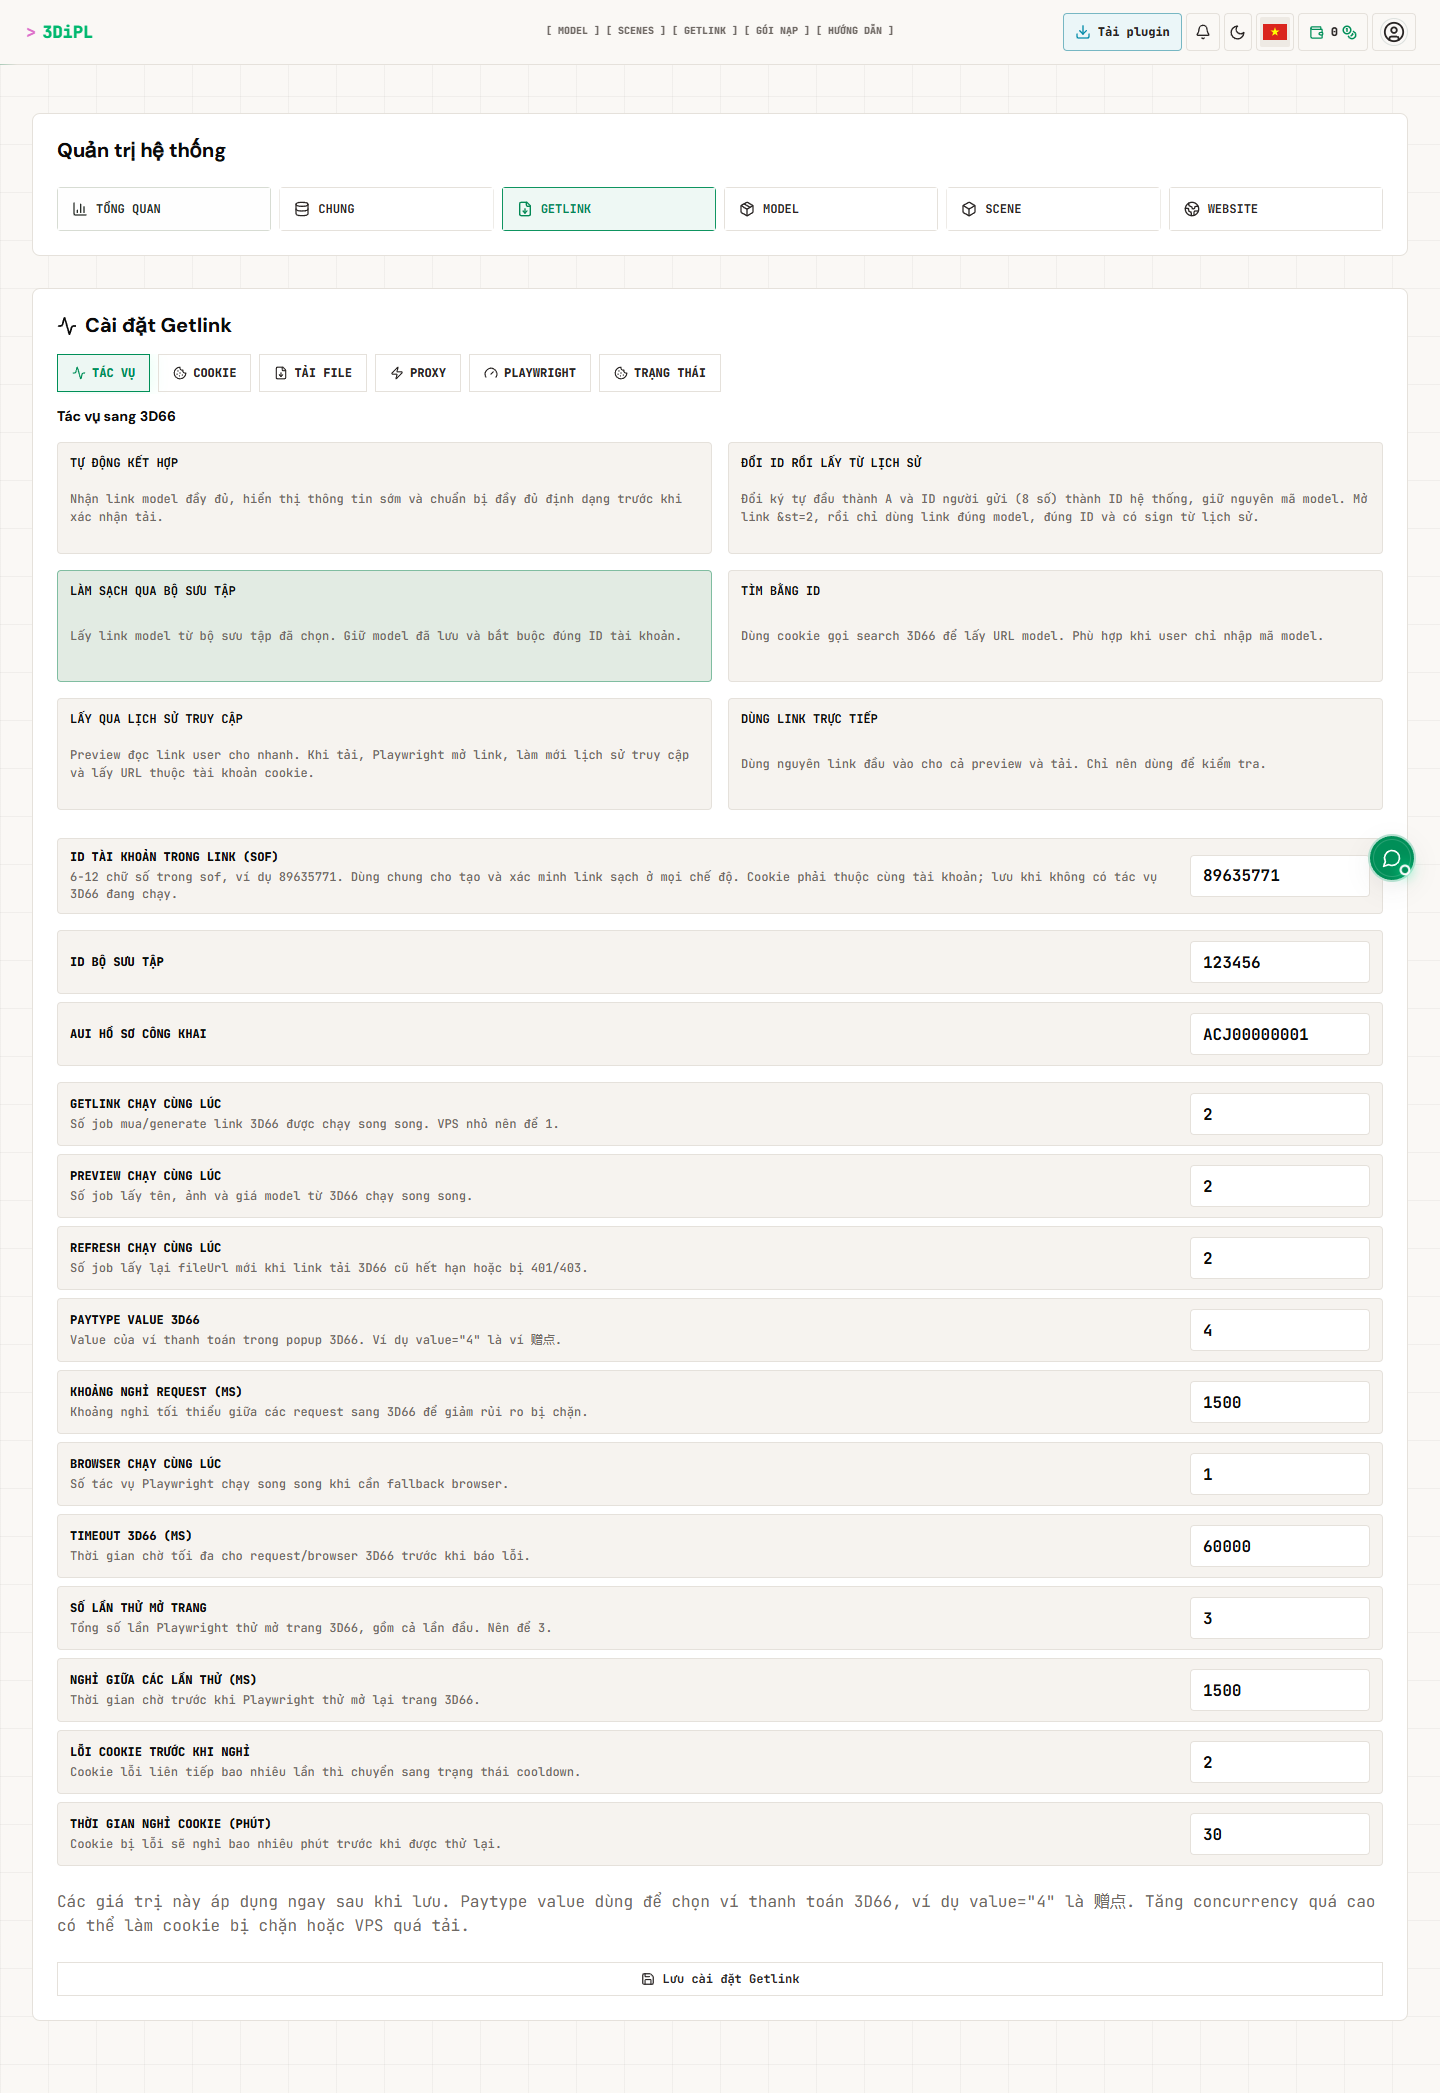 > 3DiPL
[ MODEL ] [ SCENES ] [ GETLINK ] [ GÓI NẠP ] [ HƯỚNG DẪN ]
Tải plugin
0
Quản trị hệ thống
TỔNG QUAN
CHUNG
GETLINK
MODEL
SCENE
WEBSITE
Cài đặt Getlink
TÁC VỤ
COOKIE
TẢI FILE
PROXY
PLAYWRIGHT
TRẠNG THÁI
Tác vụ sang 3D66
TỰ ĐỘNG KẾT HỢP
Nhận link model đầy đủ, hiển thị thông tin sớm và chuẩn bị đầy đủ định dạng trước khi
xác nhận tải.
ĐỔI ID RỒI LẤY TỪ LỊCH SỬ
Đổi ký tự đầu thành A và ID người gửi (8 số) thành ID hệ thống, giữ nguyên mã model. Mở
link &st=2, rồi chỉ dùng link đúng model, đúng ID và có sign từ lịch sử.
LÀM SẠCH QUA BỘ SƯU TẬP
Lấy link model từ bộ sưu tập đã chọn. Giữ model đã lưu và bắt buộc đúng ID tài khoản.
TÌM BẰNG ID
Dùng cookie gọi search 3D66 để lấy URL model. Phù hợp khi user chỉ nhập mã model.
LẤY QUA LỊCH SỬ TRUY CẬP
Preview đọc link user cho nhanh. Khi tải, Playwright mở link, làm mới lịch sử truy cập
và lấy URL thuộc tài khoản cookie.
DÙNG LINK TRỰC TIẾP
Dùng nguyên link đầu vào cho cả preview và tải. Chỉ nên dùng để kiểm tra.
ID TÀI KHOẢN TRONG LINK (SOF)
6-12 chữ số trong sof, ví dụ 89635771. Dùng chung cho tạo và xác minh link sạch ở mọi chế độ. Cookie phải thuộc cùng tài khoản; lưu khi không có tác vụ
3D66 đang chạy.
89635771
ID BỘ SƯU TẬP
123456
AUI HỒ SƠ CÔNG KHAI
ACJ00000001
GETLINK CHẠY CÙNG LÚC
Số job mua/generate link 3D66 được chạy song song. VPS nhỏ nên để 1.
2
PREVIEW CHẠY CÙNG LÚC
Số job lấy tên, ảnh và giá model từ 3D66 chạy song song.
2
REFRESH CHẠY CÙNG LÚC
Số job lấy lại fileUrl mới khi link tải 3D66 cũ hết hạn hoặc bị 401/403.
2
PAYTYPE VALUE 3D66
Value của ví thanh toán trong popup 3D66. Ví dụ value="4" là ví 赠点.
4
KHOẢNG NGHỈ REQUEST (MS)
Khoảng nghỉ tối thiểu giữa các request sang 3D66 để giảm rủi ro bị chặn.
1500
BROWSER CHẠY CÙNG LÚC
Số tác vụ Playwright chạy song song khi cần fallback browser.
1
TIMEOUT 3D66 (MS)
Thời gian chờ tối đa cho request/browser 3D66 trước khi báo lỗi.
60000
SỐ LẦN THỬ MỞ TRANG
Tổng số lần Playwright thử mở trang 3D66, gồm cả lần đầu. Nên để 3.
3
NGHỈ GIỮA CÁC LẦN THỬ (MS)
Thời gian chờ trước khi Playwright thử mở lại trang 3D66.
1500
LỖI COOKIE TRƯỚC KHI NGHỈ
Cookie lỗi liên tiếp bao nhiêu lần thì chuyển sang trạng thái cooldown.
2
THỜI GIAN NGHỈ COOKIE (PHÚT)
Cookie bị lỗi sẽ nghỉ bao nhiêu phút trước khi được thử lại.
30
Các giá trị này áp dụng ngay sau khi lưu. Paytype value dùng để chọn ví thanh toán 3D66, ví dụ value="4" là 赠点. Tăng concurrency quá cao
có thể làm cookie bị chặn hoặc VPS quá tải.
Lưu cài đặt Getlink